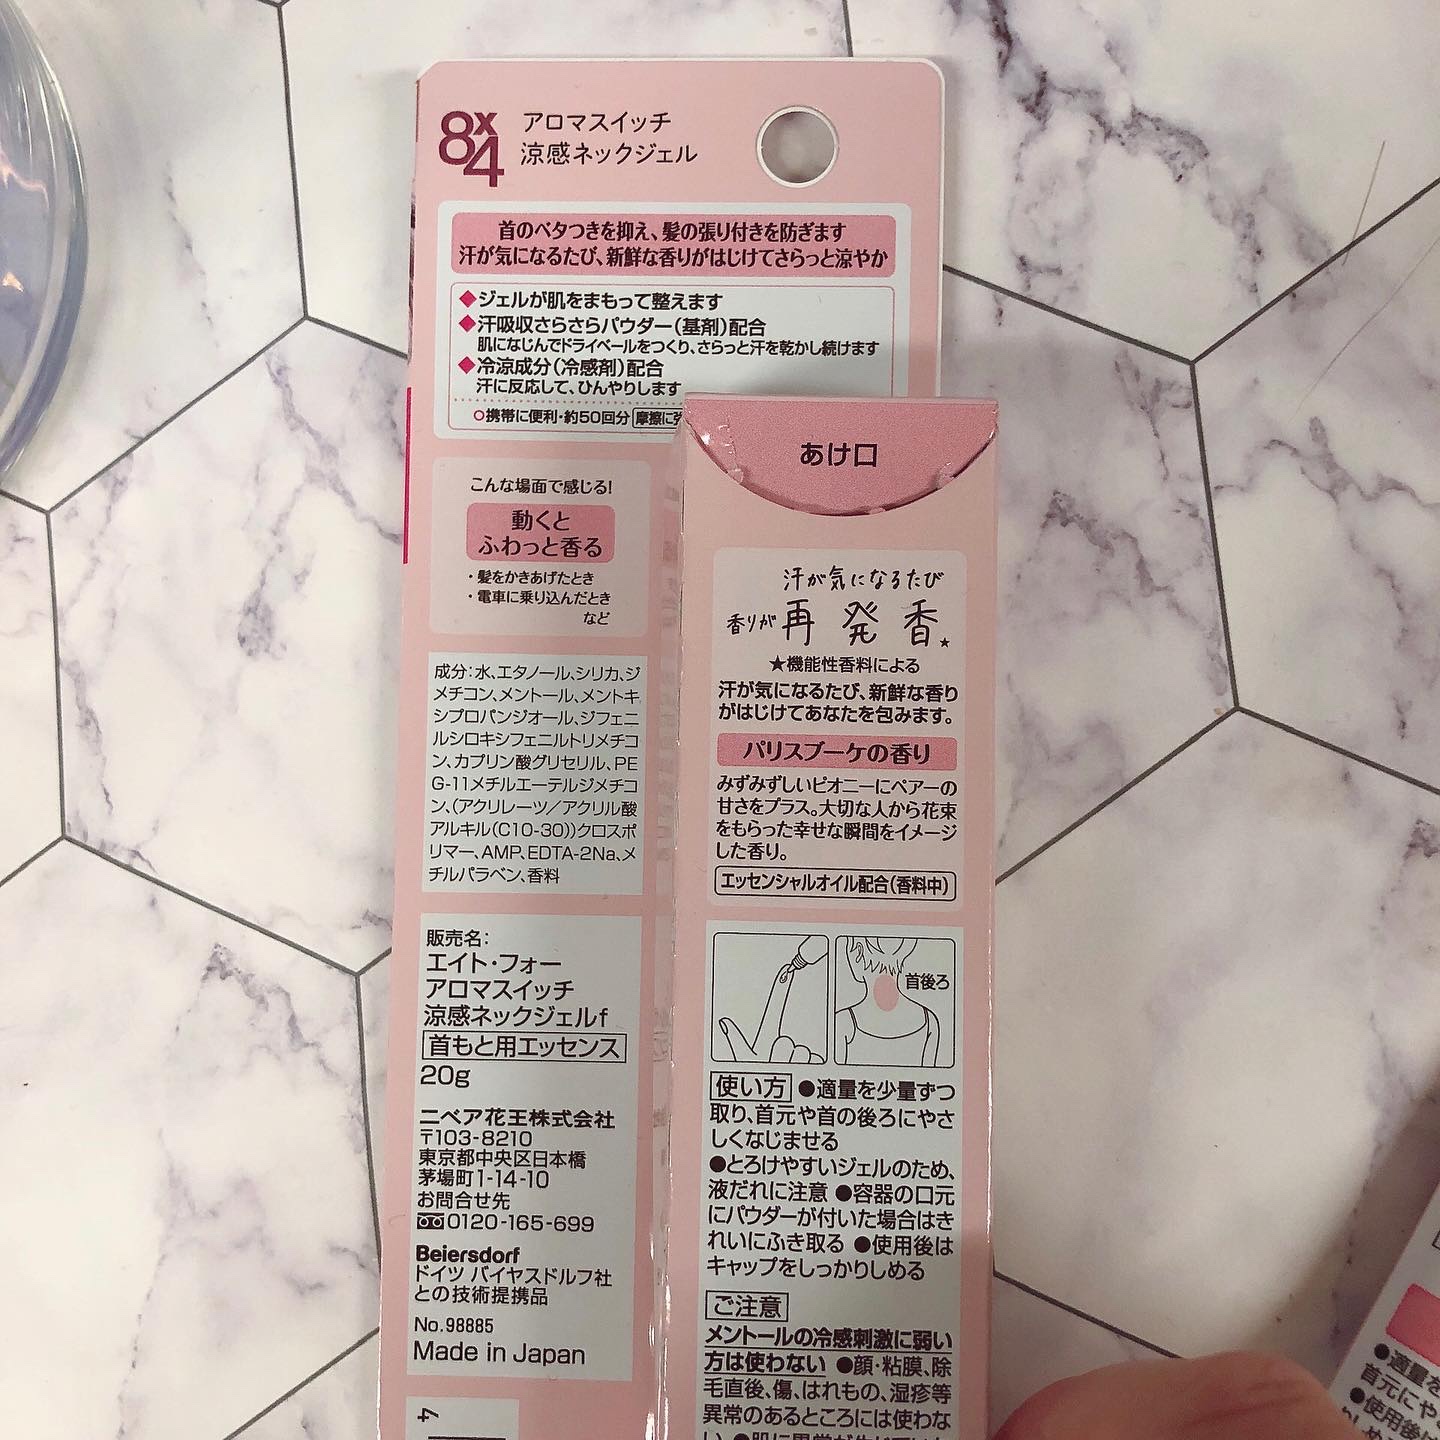 8x4
アロマスイッチ
涼感ネックジェル
首のベタつきを抑え、髪の張り付きを防ぎます
汗が気になるたび、新鮮な香りがはじけてさらっと涼やか
◆ジェルが肌をまもって整えます
◆汗吸収さらさらパウダー(基剤)配合
肌になじんでドライベールをつくり、さらっと汗を乾かし続けます
◆冷涼成分(冷感剤)配合
汗に反応して、ひんやりします
○携帯に便利・約50回分 摩擦に強
こんな場面で感じる!
動くと
ふわっと香る
・髪をかきあげたとき
・電車に乗り込んだとき
など
成分:水、エタノール、シリカ、ジ
メチコン、メントール、メントキ
シプロパンジオール、ジフェニ
ルシロキシフェニルトリメチコ
ン、カプリン酸グリセリル、PE
G-11メチルエーテルジメチコ
ン、(アクリレーツ/アクリル酸
アルキル(C10-30))クロスポ
リマー、AMP、EDTA-2Na、メ
チルパラベン、香料
販売名:
エイト・フォー
アロマスイッチ
涼感ネックジェルf
首もと用エッセンス
20g
ニベア花王株式会社
〒103-8210
東京都中央区日本橋
茅場町1-14-10
お問合せ先
0120-165-699
Beiersdorf
ドイツ バイヤスドルフ社
との技術提携品
No.98885
Made in Japan
4
あけ口
汗が気になるたび
香りが再発香★
★機能性香料による
汗が気になるたび、新鮮な香り
がはじけてあなたを包みます。
パリスブーケの香り
みずみずしいピオニーにペアーの
甘さをプラス。大切な人から花束
をもらった幸せな瞬間をイメージ
した香り。
エッセンシャルオイル配合(香料中)
首後ろ
使い方 ●適量を少量ずつ
取り、首元や首の後ろにやさ
しくなじませる
●とろけやすいジェルのため、
液だれに注意 ●容器の口元
にパウダーが付いた場合はき
れいにふき取る ●使用後は
キャップをしっかりしめる
ご注意
メントールの冷感刺激に弱い
方は使わない ●顔・粘膜、除
毛直後、傷、はれもの、湿疹等
異常のあるところには使わな
い ●肌に異常が生じていな
●適量を
首元にや
●使用後は